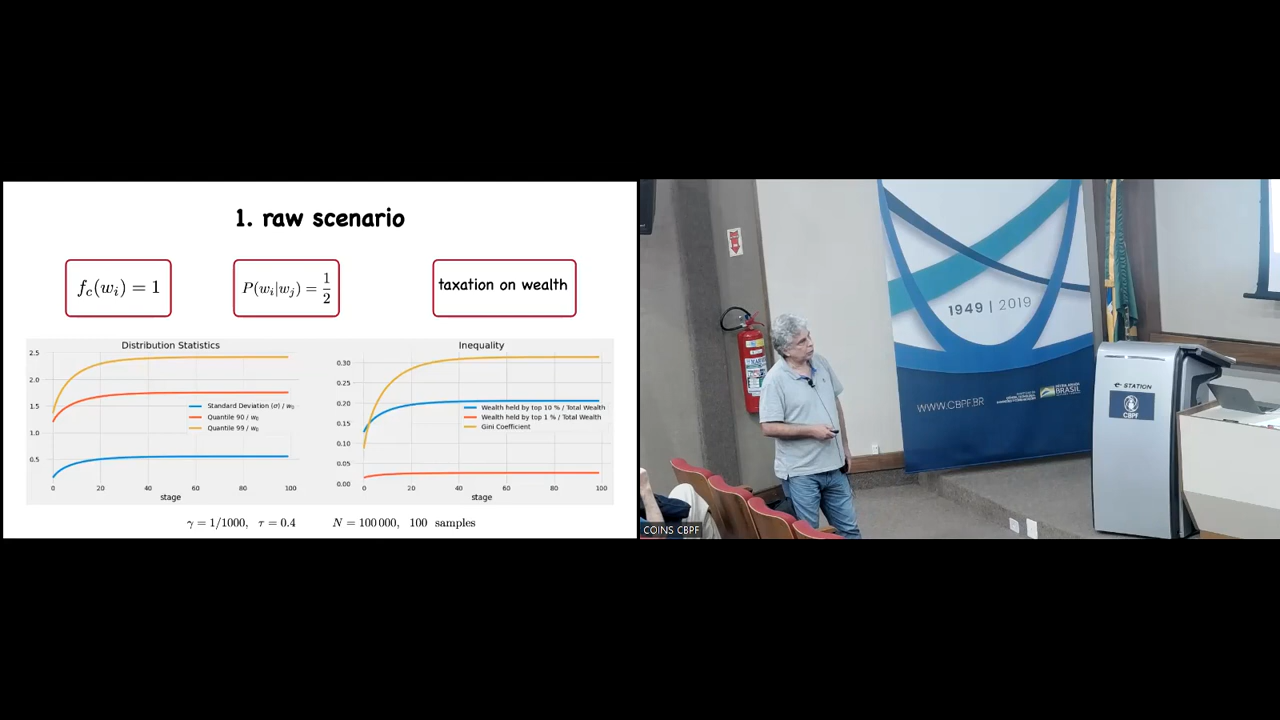 1. raw scenario
f_c(w_i) = 1
P(w_i|w_j) = 1/2
taxation on wealth
Distribution Statistics
2.5
2.0
1.5
1.0
0.5
Standard Deviation (σ) / w₀
Quantile 90 / w₀
Quantile 99 / w₀
0 20 40 60 80 100
stage
Inequality
0.30
0.25
0.20
0.15
0.10
0.05
0.00
Wealth held by top 10 % / Total Wealth
Wealth held by top 1 % / Total Wealth
Gini Coefficient
0 20 40 60 80 100
stage
γ = 1/1000, τ = 0.4 N = 100 000, 100 samples
1949 | 2019
WWW.CBPF.BR
BRASIL
STATION
CBPF
COINS CBPF